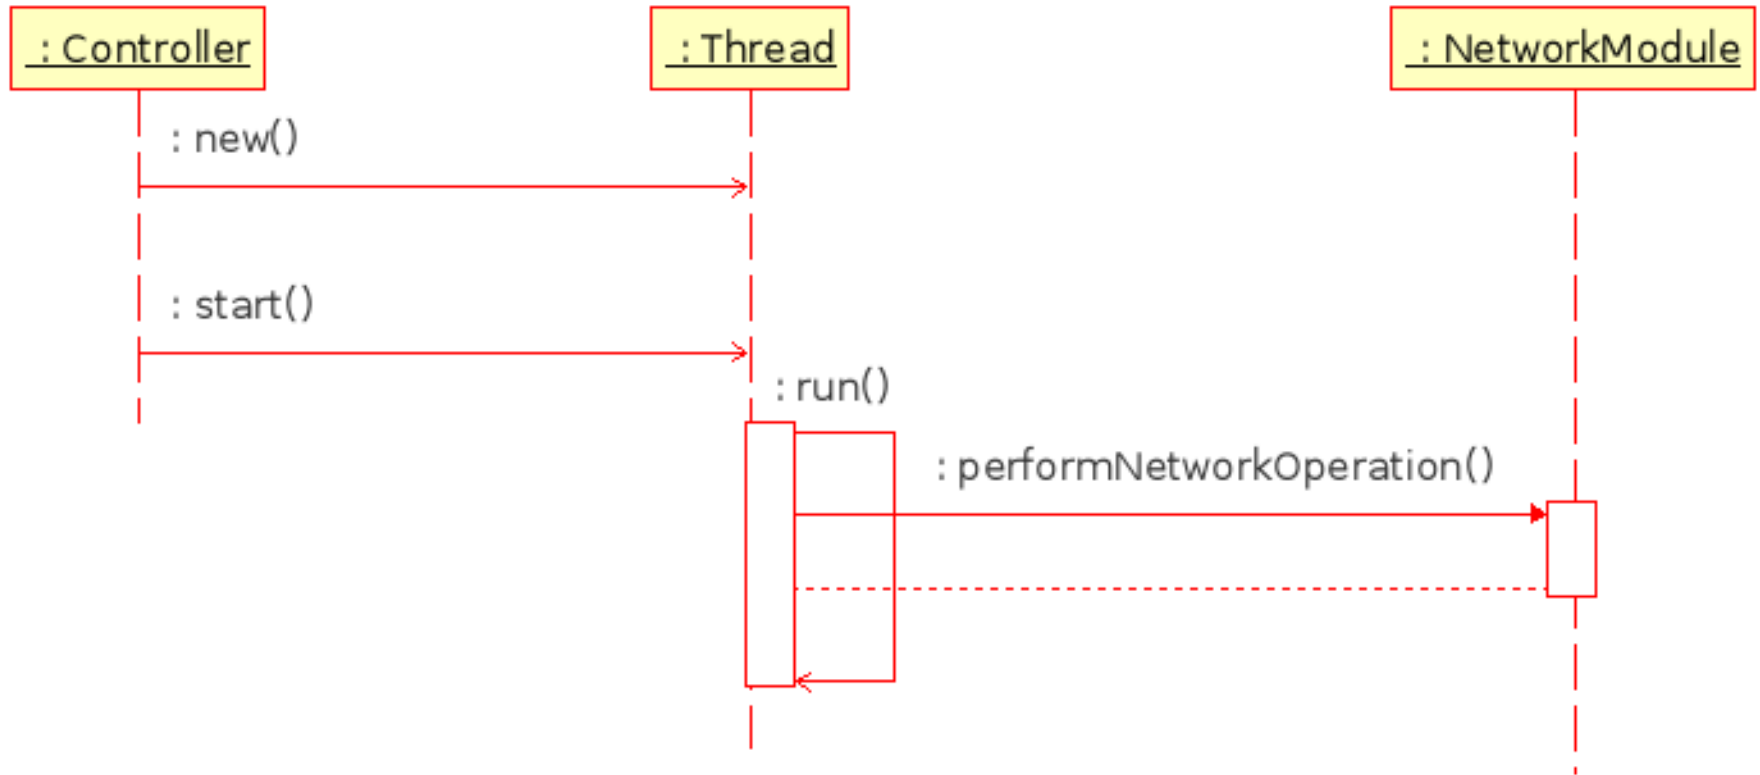 : Controller
: Thread
: NetworkModule
: new()
: start()
: run()
: performNetworkOperation()